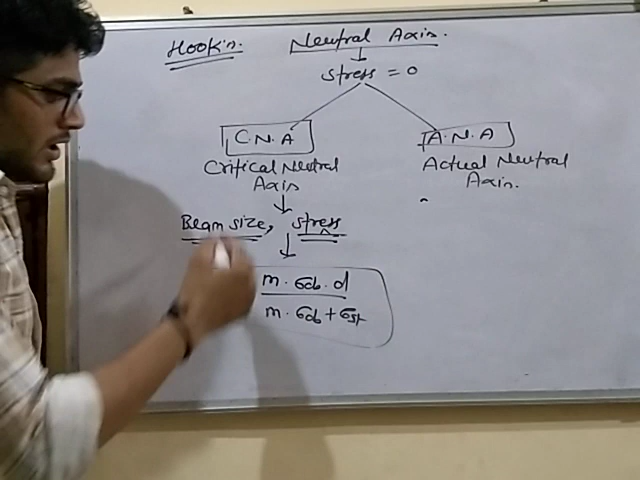 Hook's. Neutral Axis.
stress = 0
C.N.A
A.N.A
Critical Neutral
Axis
Actual Neutral
Axis.
Beam size, stress
m.σcb.d
m.σcb+σst